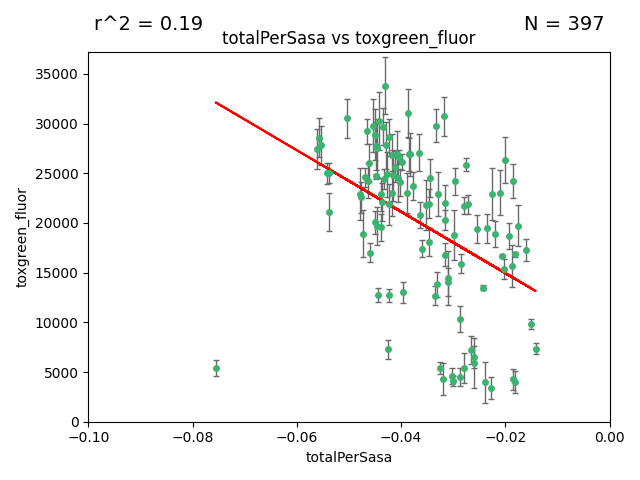 r^2 = 0.19
N = 397
totalPerSasa vs toxgreen_fluor
35000
30000
25000
20000
15000
10000
5000
0
toxgreen_fluor
−0.10
−0.08
−0.06
−0.04
−0.02
0.00
totalPerSasa